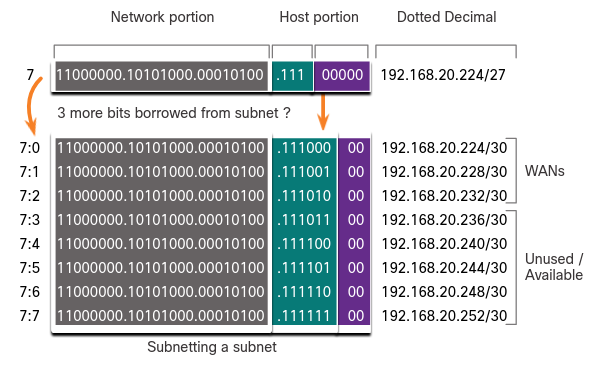 Network portion Host portion Dotted Decimal
7 11000000.10101000.00010100 .111 00000 192.168.20.224/27
3 more bits borrowed from subnet ?
7:0 11000000.10101000.00010100 .111000 00 192.168.20.224/30
7:1 11000000.10101000.00010100 .111001 00 192.168.20.228/30
WANs
7:2 11000000.10101000.00010100 .111010 00 192.168.20.232/30
7:3 11000000.10101000.00010100 .111011 00 192.168.20.236/30
7:4 11000000.10101000.00010100 .111100 00 192.168.20.240/30
7:5 11000000.10101000.00010100 .111101 00 192.168.20.244/30
Unused /
Available
7:6 11000000.10101000.00010100 .111110 00 192.168.20.248/30
7:7 11000000.10101000.00010100 .111111 00 192.168.20.252/30
Subnetting a subnet